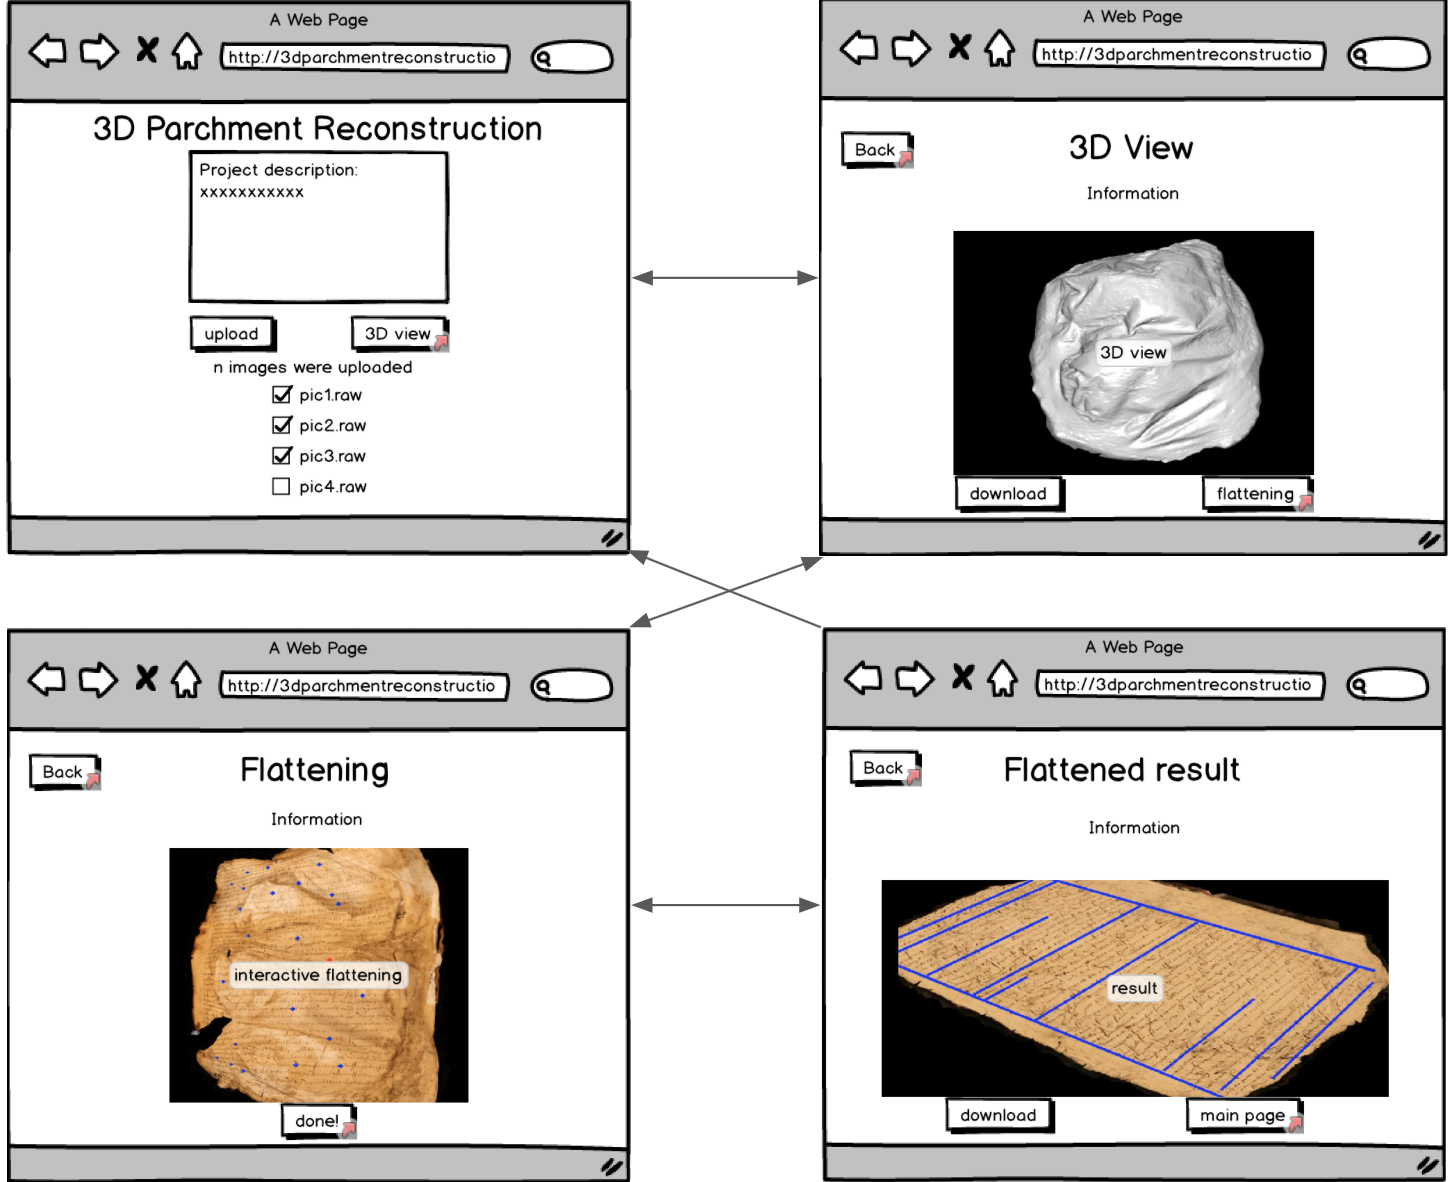 A Web Page
http://3dparchmentreconstructio
3D Parchment Reconstruction
Project description:
xxxxxxxxxxx
upload
3D view
n images were uploaded
pic1.raw
pic2.raw
pic3.raw
pic4.raw
A Web Page
http://3dparchmentreconstructio
Back
3D View
Information
3D view
download
flattening
A Web Page
http://3dparchmentreconstructio
Back
Flattening
Information
interactive flattening
done!
A Web Page
http://3dparchmentreconstructio
Back
Flattened result
Information
result
download
main page